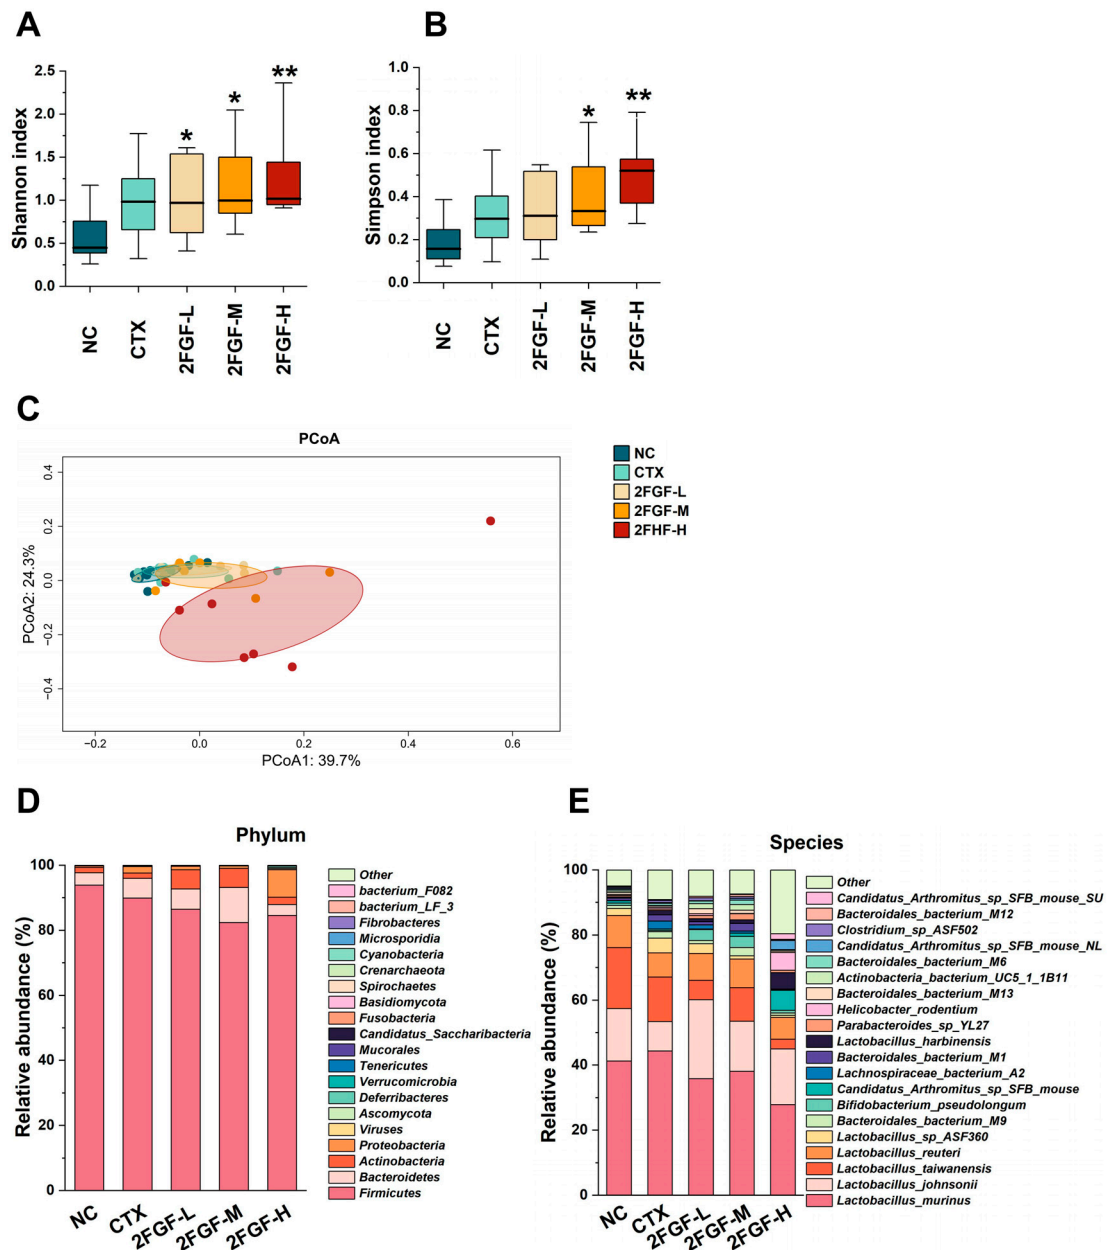 A
B
Shannon index
2.5
2.0
1.5
1.0
0.5
0.0
*
*
**
NC
CTX
2FGF-L
2FGF-M
2FGF-H
Simpson index
1.0
0.8
0.6
0.4
0.2
0.0
*
**
NC
CTX
2FGF-L
2FGF-M
2FGF-H
C
PCoA
PCoA2: 24.3%
0.4
0.2
0.0
−0.2
−0.4
−0.2
0.0
0.2
0.4
0.6
PCoA1: 39.7%
NC
CTX
2FGF-L
2FGF-M
2FHF-H
D
Phylum
Relative abundance (%)
100
80
60
40
20
0
NC
CTX
2FGF-L
2FGF-M
2FGF-H
Other
bacterium_F082
bacterium_LF_3
Fibrobacteres
Microsporidia
Cyanobacteria
Crenarchaeota
Spirochaetes
Basidiomycota
Fusobacteria
Candidatus_Saccharibacteria
Mucorales
Tenericutes
Verrucomicrobia
Deferribacteres
Ascomycota
Viruses
Proteobacteria
Actinobacteria
Bacteroidetes
Firmicutes
E
Species
Relative abundance (%)
100
80
60
40
20
0
NC
CTX
2FGF-L
2FGF-M
2FGF-H
Other
Candidatus_Arthromitus_sp_SFB_mouse_SU
Bacteroidales_bacterium_M12
Clostridium_sp_ASF502
Candidatus_Arthromitus_sp_SFB_mouse_NL
Bacteroidales_bacterium_M6
Actinobacteria_bacterium_UC5_1_1B11
Bacteroidales_bacterium_M13
Helicobacter_rodentium
Parabacteroides_sp_YL27
Lactobacillus_harbinensis
Bacteroidales_bacterium_M1
Lachnospiraceae_bacterium_A2
Candidatus_Arthromitus_sp_SFB_mouse
Bifidobacterium_pseudolongum
Bacteroidales_bacterium_M9
Lactobacillus_sp_ASF360
Lactobacillus_reuteri
Lactobacillus_taiwanensis
Lactobacillus_johnsonii
Lactobacillus_murinus